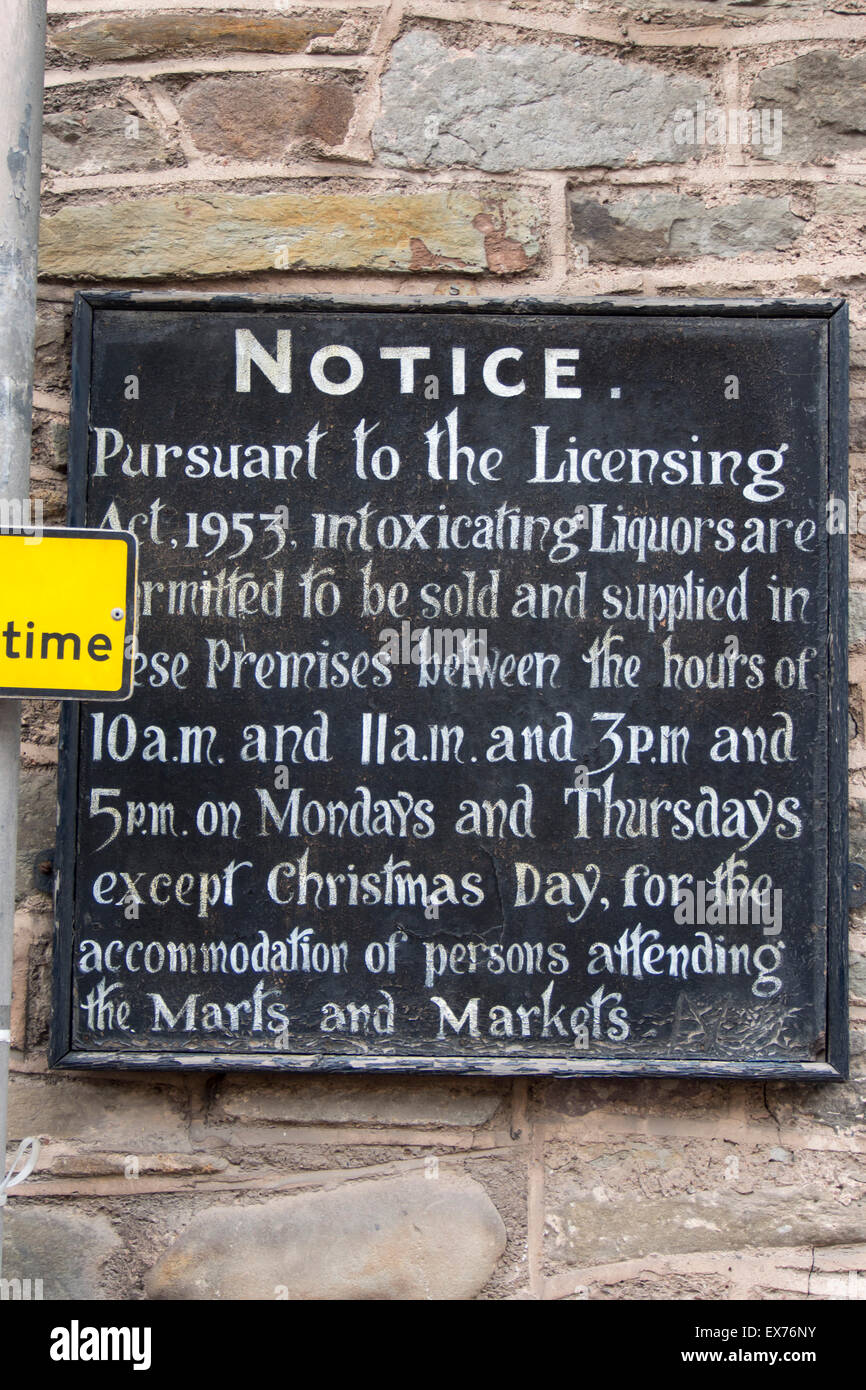 NOTICE.
Pursuant to the Licensing
Act, 1953, intoxicating Liquors are
ermitted to be sold and supplied in
ese Premises between the hours of
10 a.m. and 11 a.m. and 3 p.m and
5 p.m. on Mondays and Thursdays
except Christmas Day, for the
accommodation of persons attending
the Marts and Markets
time
a alamy stock photo
EX76NY
www.alamy.com